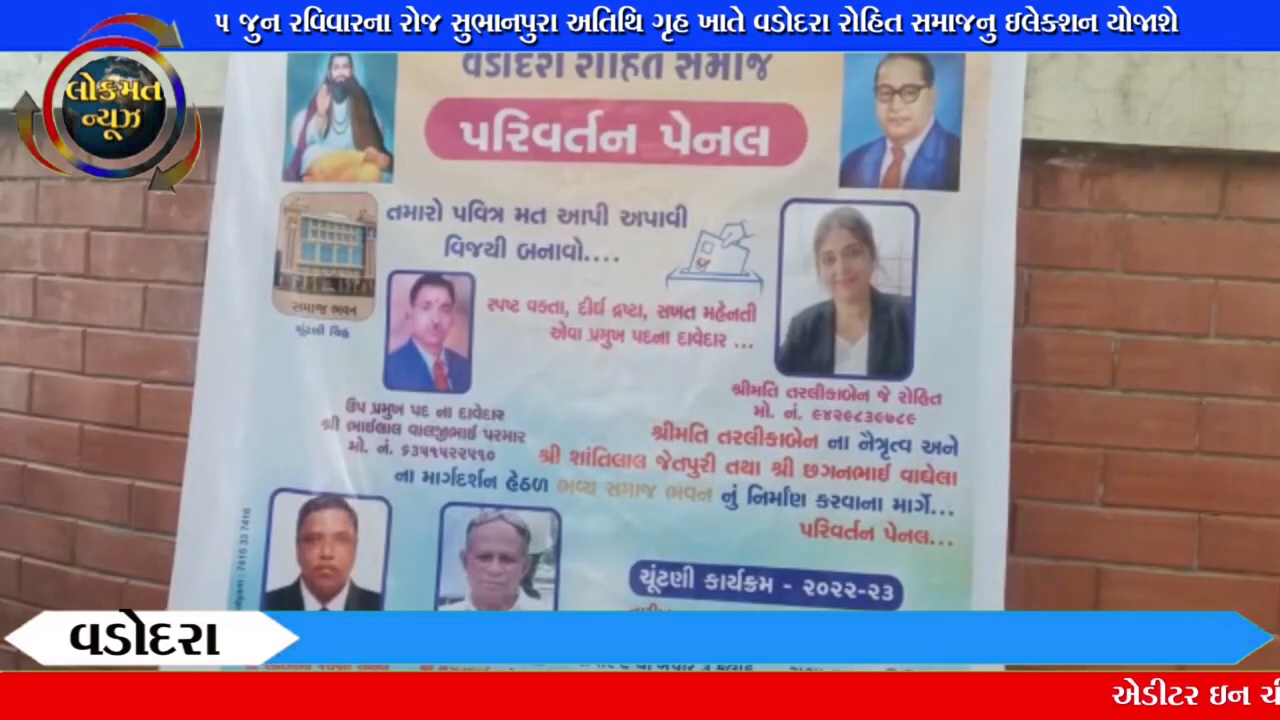 ૫ જુન રવિવારના રોજ સુભાનપુરા અતિથિ ગૃહ ખાતે વડોદરા રોહિત સમાજનુ ઇલેકશન યોજાશે
લોકમત
ન્યૂઝ
વડોદરા રોહિત સમાજ
પરિવર્તન પેનલ
તમારો પવિત્ર મત આપી અપાવી
વિજયી બનાવો....
સમાજ ભવન
ચૂંટણી ચિહ્ન
સ્પષ્ટ વકતા, દીર્ઘ દ્રષ્ટા, સખત મહેનતી
એવા પ્રમુખ પદના દાવેદાર ...
શ્રીમતિ તરલીકાબેન જે રોહિત
મો. નં. ૯૪૨૯૮૩૯૭૮૯
ઉપ પ્રમુખ પદ ના દાવેદાર
શ્રી ભાઈલાલ વાલજીભાઈ પરમાર
મો. નં. ૬૩૫૧૫૨૨૫૧૦
શ્રીમતિ તરલીકાબેન ના નૈતૃત્વ અને
શ્રી શાંતિલાલ જેતપુરી તથા શ્રી છગનભાઈ વાઘેલા
ના માર્ગદર્શન હેઠળ ભવ્ય સમાજ ભવન નું નિર્માણ કરવાના માર્ગે...
પરિવર્તન પેનલ...
ચૂંટણી કાર્યક્રમ - ૨૦૨૨-૨૩
વડોદરા
એડીટર ઇન